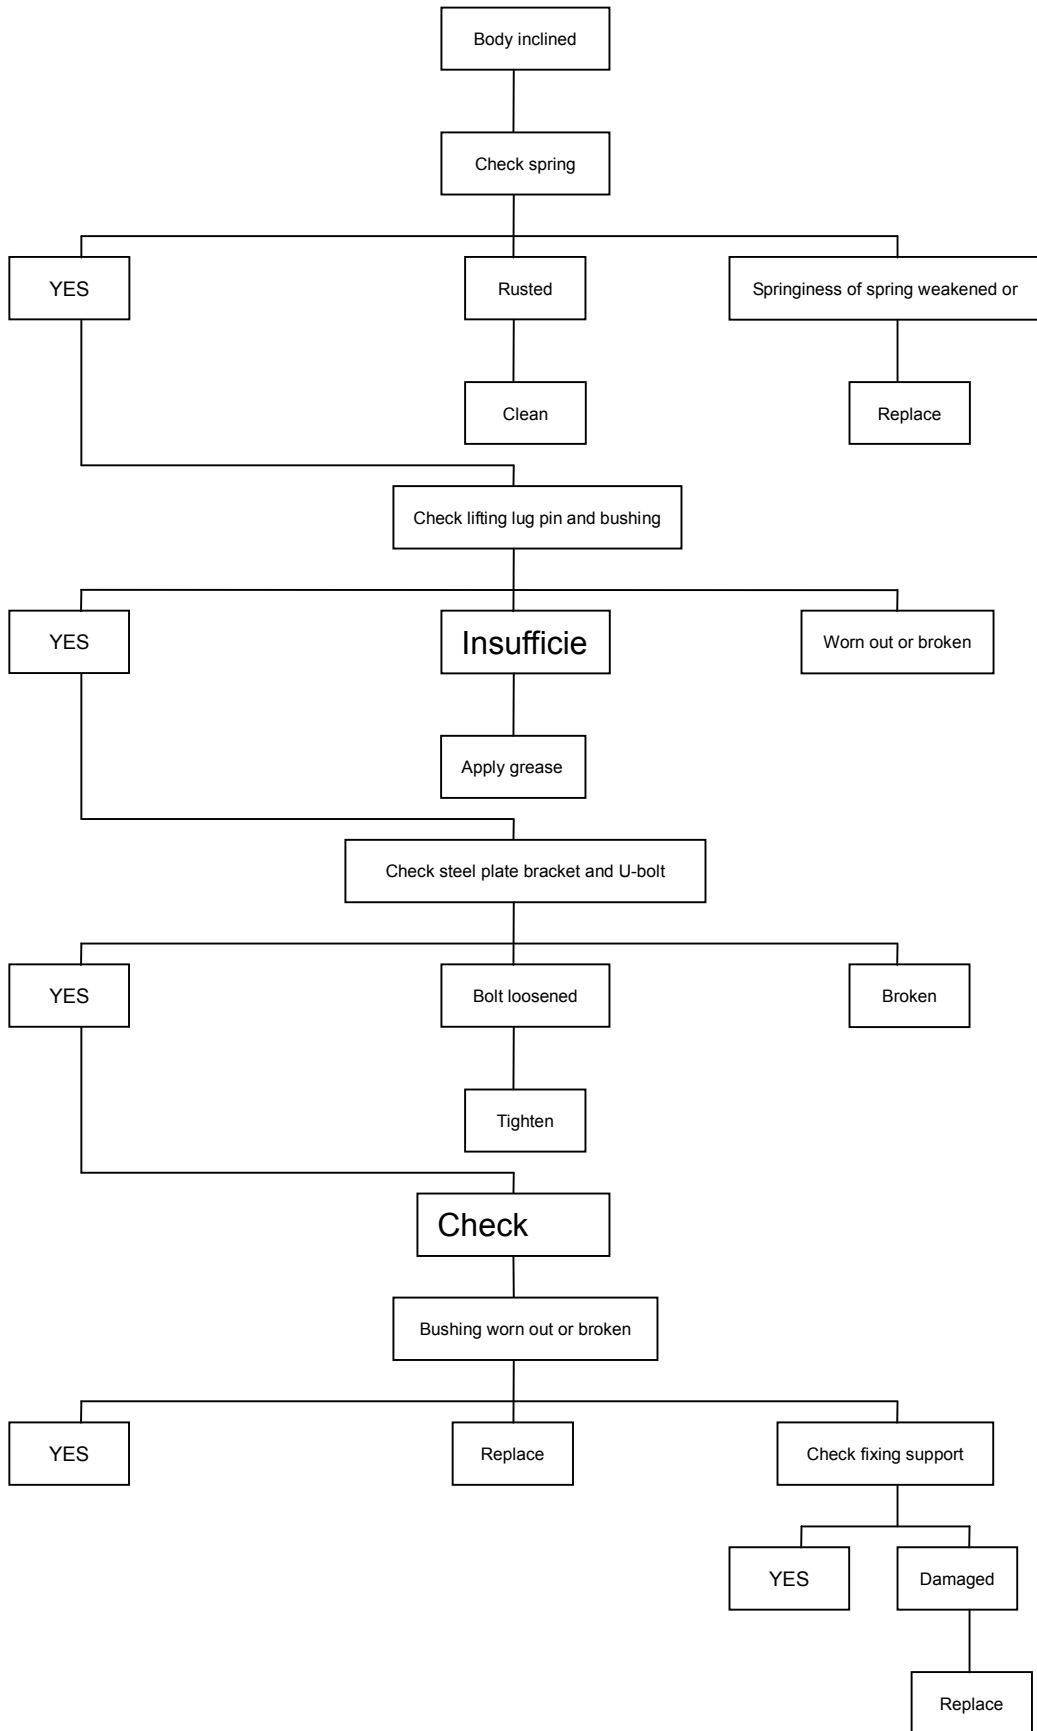 Body inclined
Check spring
YES
Rusted
Springiness of spring weakened or
Clean
Replace
Check lifting lug pin and bushing
YES
Insufficie
Worn out or broken
Apply grease
Check steel plate bracket and U-bolt
YES
Bolt loosened
Broken
Tighten
Check
Bushing worn out or broken
YES
Replace
Check fixing support
YES
Damaged
Replace